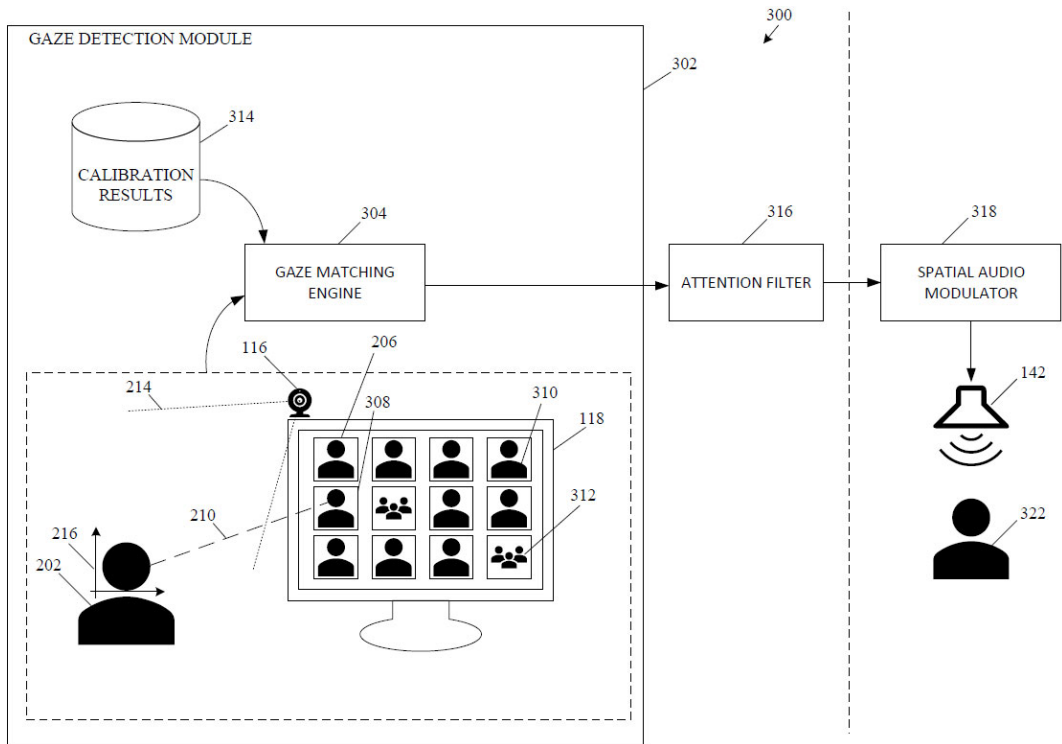 300
GAZE DETECTION MODULE
302
314
CALIBRATION
RESULTS
304
316
318
GAZE MATCHING
ENGINE
ATTENTION FILTER
SPATIAL AUDIO
MODULATOR
206
116
214
308
310
118
142
312
210
216
202
322